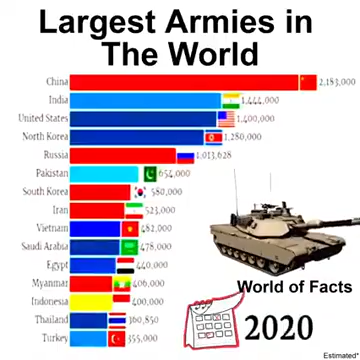 Largest Armies in
The World
China 2,183,000
India 1,444,000
United States 1,400,000
North Korea 1,280,000
Russia 1,013,628
Pakistan 654,000
South Korea 580,000
Iran 523,000
Vietnam 482,000
Saudi Arabia 478,000
Egypt 440,000
Myanmar 406,000
Indonesia 400,000
Thailand 360,850
Turkey 355,000
World of Facts
2020
Estimated*